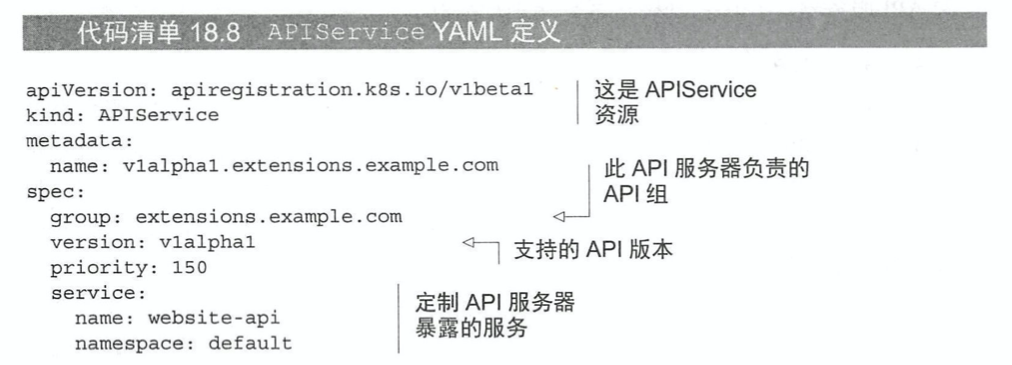 代码清单 18.8 APIService YAML 定义
apiVersion: apiregistration.k8s.io/v1beta1
kind: APIService
metadata:
  name: v1alpha1.extensions.example.com
spec:
  group: extensions.example.com
  version: v1alpha1
  priority: 150
  service:
    name: website-api
    namespace: default
这是 APIService
资源
此 API 服务器负责的
API 组
支持的 API 版本
定制 API 服务器
暴露的服务